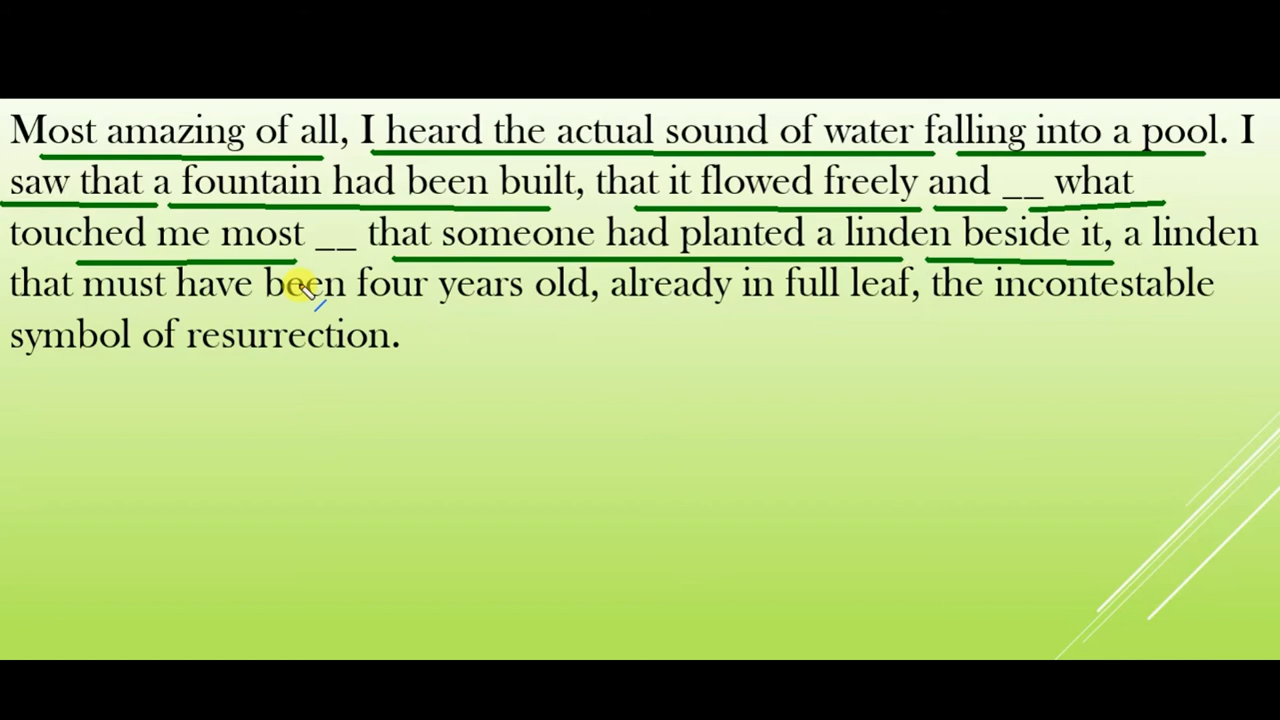 Most amazing of all, I heard the actual sound of water falling into a pool. I
saw that a fountain had been built, that it flowed freely and __ what
touched me most __ that someone had planted a linden beside it, a linden
that must have been four years old, already in full leaf, the incontestable
symbol of resurrection.